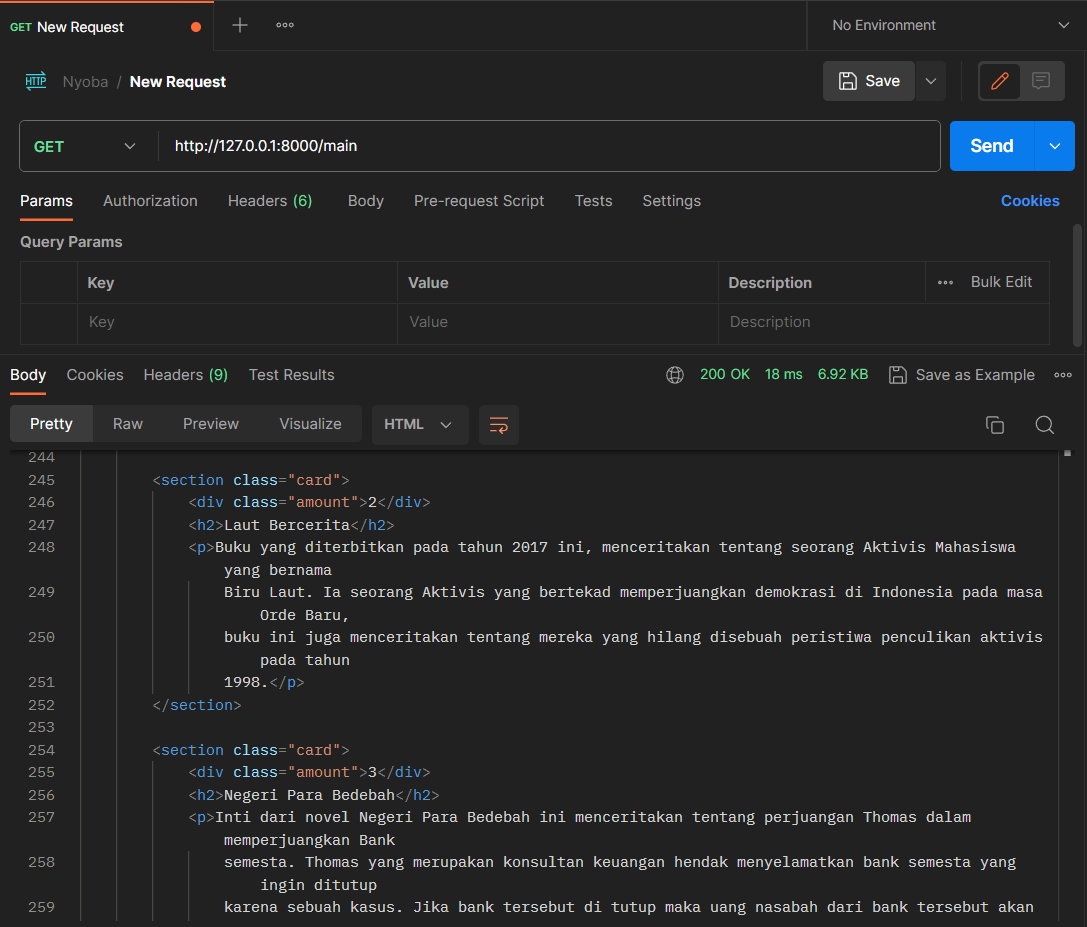 GET New Request
No Environment
HTTP Nyoba / New Request
Save
GET http://127.0.0.1:8000/main Send
Params Authorization Headers (6) Body Pre-request Script Tests Settings Cookies
Query Params
Key Value Description Bulk Edit
Key Value Description
Body Cookies Headers (9) Test Results 200 OK 18 ms 6.92 KB Save as Example
Pretty Raw Preview Visualize HTML
244
245 <section class="card">
246 <div class="amount">2</div>
247 <h2>Laut Bercerita</h2>
248 <p>Buku yang diterbitkan pada tahun 2017 ini, menceritakan tentang seorang Aktivis Mahasiswa
yang bernama
249 Biru Laut. Ia seorang Aktivis yang bertekad memperjuangkan demokrasi di Indonesia pada masa
Orde Baru,
250 buku ini juga menceritakan tentang mereka yang hilang disebuah peristiwa penculikan aktivis
pada tahun
251 1998.</p>
252 </section>
253
254 <section class="card">
255 <div class="amount">3</div>
256 <h2>Negeri Para Bedebah</h2>
257 <p>Inti dari novel Negeri Para Bedebah ini menceritakan tentang perjuangan Thomas dalam
memperjuangkan Bank
258 semesta. Thomas yang merupakan konsultan keuangan hendak menyelamatkan bank semesta yang
ingin ditutup
259 karena sebuah kasus. Jika bank tersebut di tutup maka uang nasabah dari bank tersebut akan